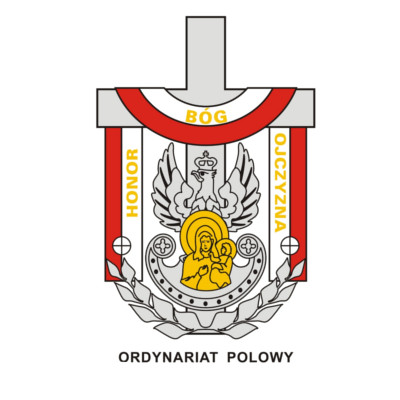 BÓG
HONOR
OJCZYZNA
ORDYNARIAT POLOWY